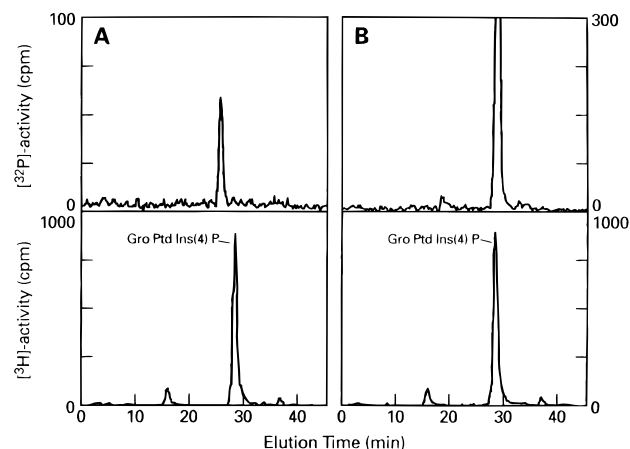 100
A
B
300
[³²P]-activity (cpm)
0
0
1000
1000
Gro Ptd Ins(4) P
Gro Ptd Ins(4) P
[³H]-activity (cpm)
0
0
0 10 20 30 40
0 10 20 30 40
Elution Time (min)